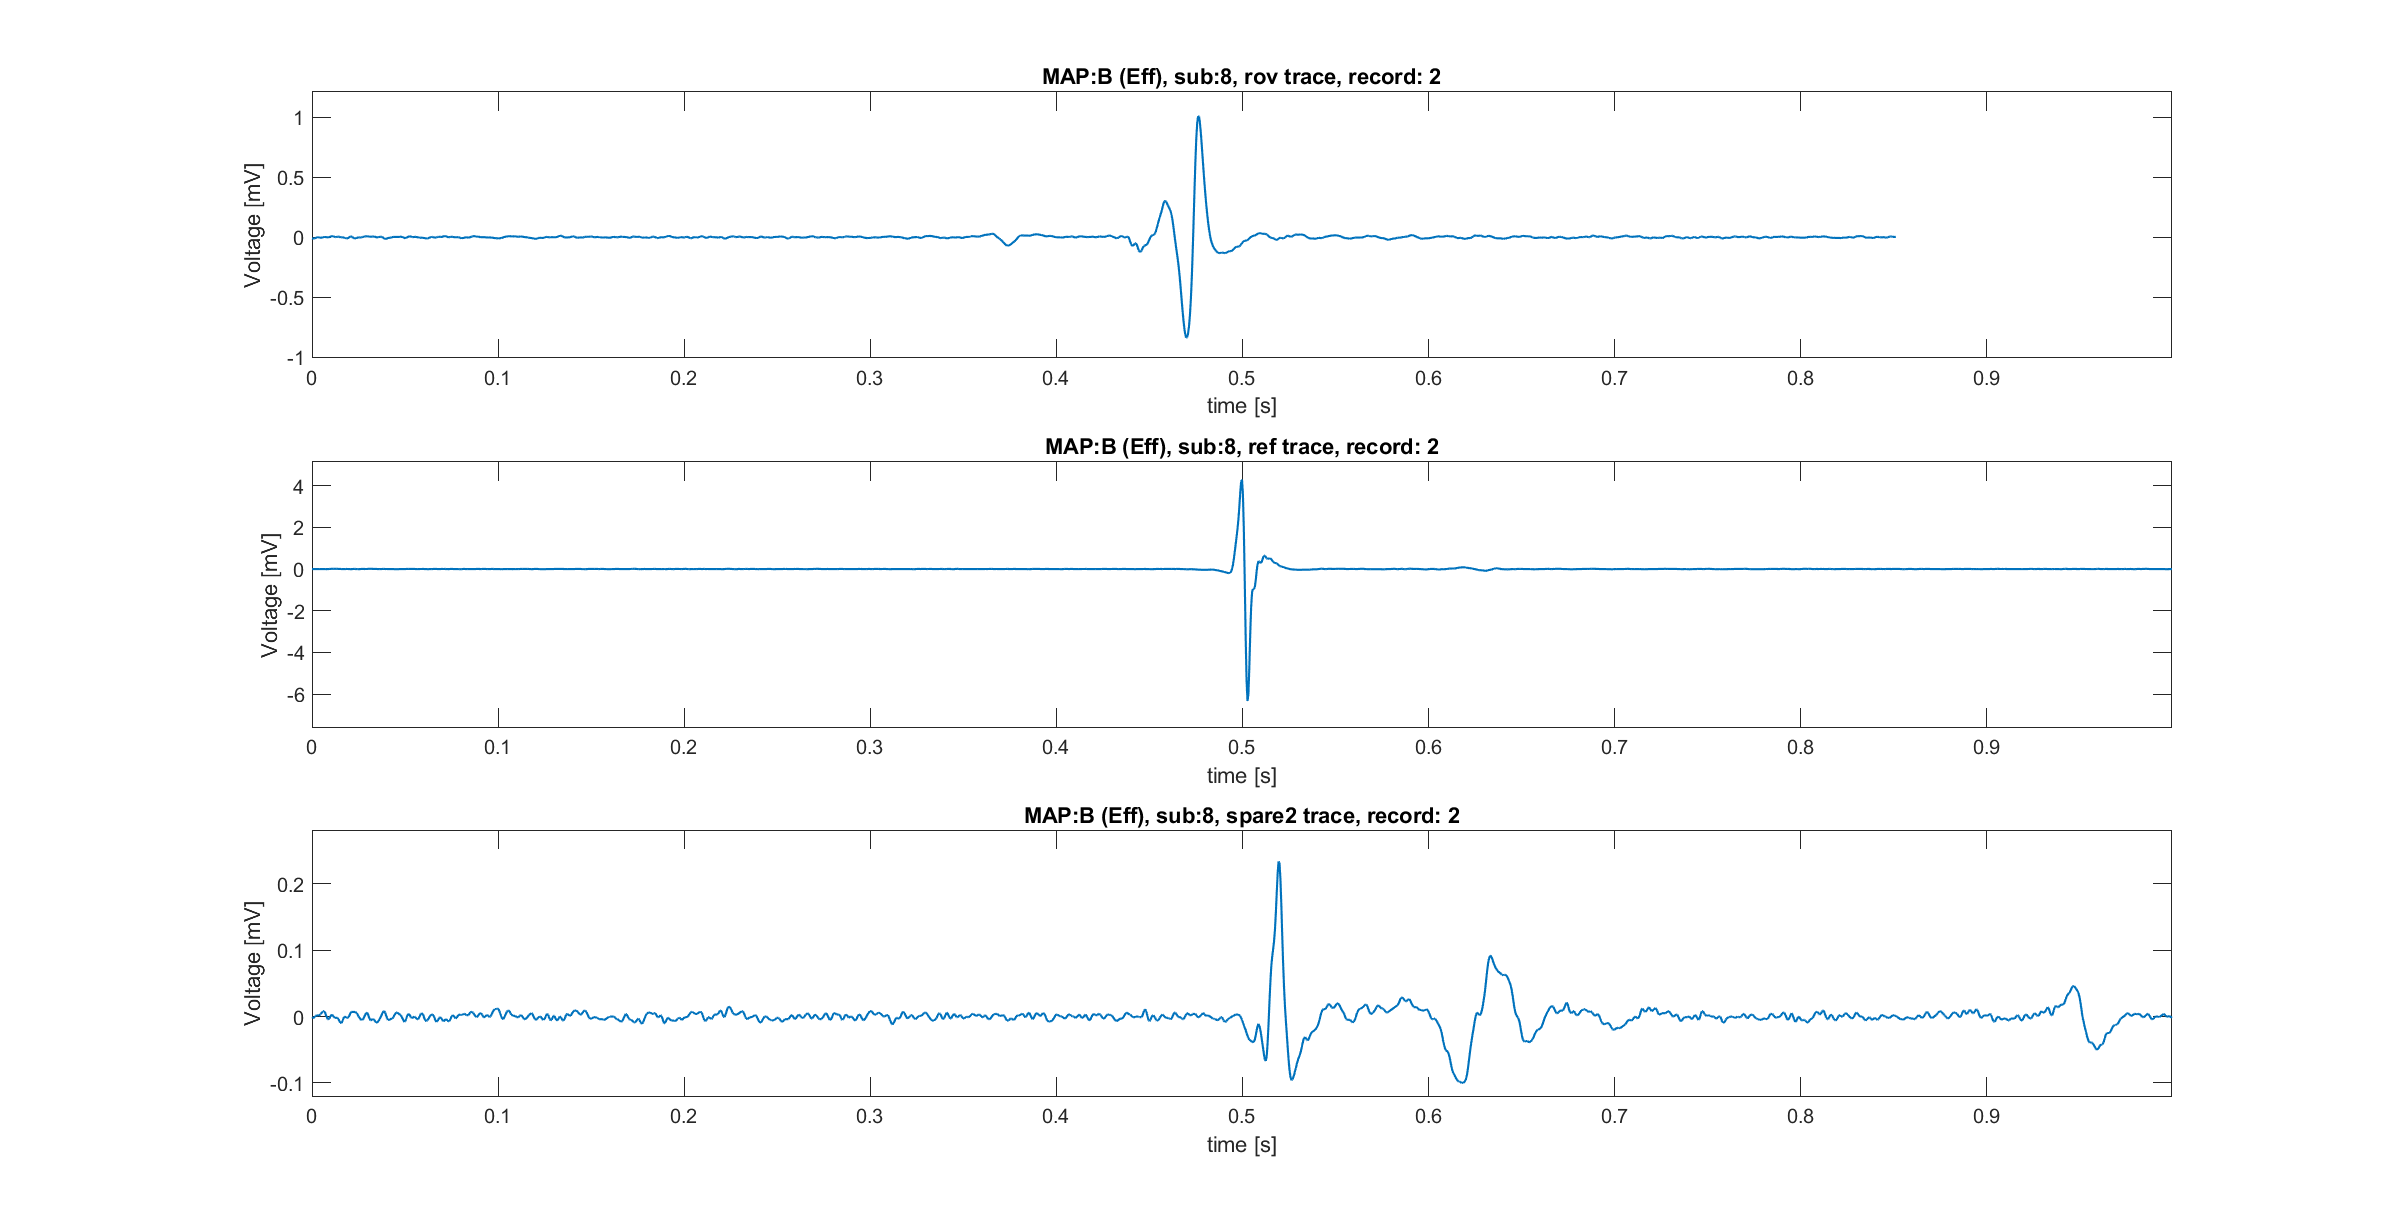 MAP:B (Eff), sub:8, rov trace, record: 2
Voltage [mV]
1
0.5
0
-0.5
-1
0 0.1 0.2 0.3 0.4 0.5 0.6 0.7 0.8 0.9
time [s]
MAP:B (Eff), sub:8, ref trace, record: 2
Voltage [mV]
4
2
0
-2
-4
-6
0 0.1 0.2 0.3 0.4 0.5 0.6 0.7 0.8 0.9
time [s]
MAP:B (Eff), sub:8, spare2 trace, record: 2
Voltage [mV]
0.2
0.1
0
-0.1
0 0.1 0.2 0.3 0.4 0.5 0.6 0.7 0.8 0.9
time [s]